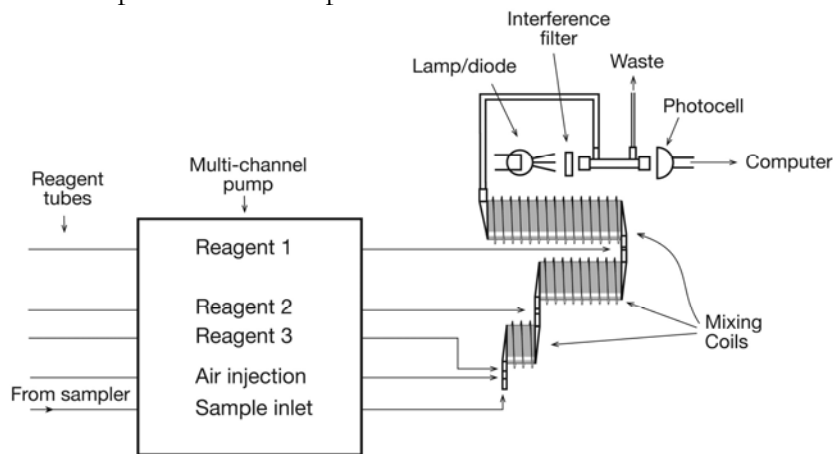 Interference
filter
Lamp/diode
Waste
Photocell
Computer
Multi-channel
pump
Reagent
tubes
Reagent 1
Reagent 2
Reagent 3
Air injection
From sampler
Sample inlet
Mixing
Coils